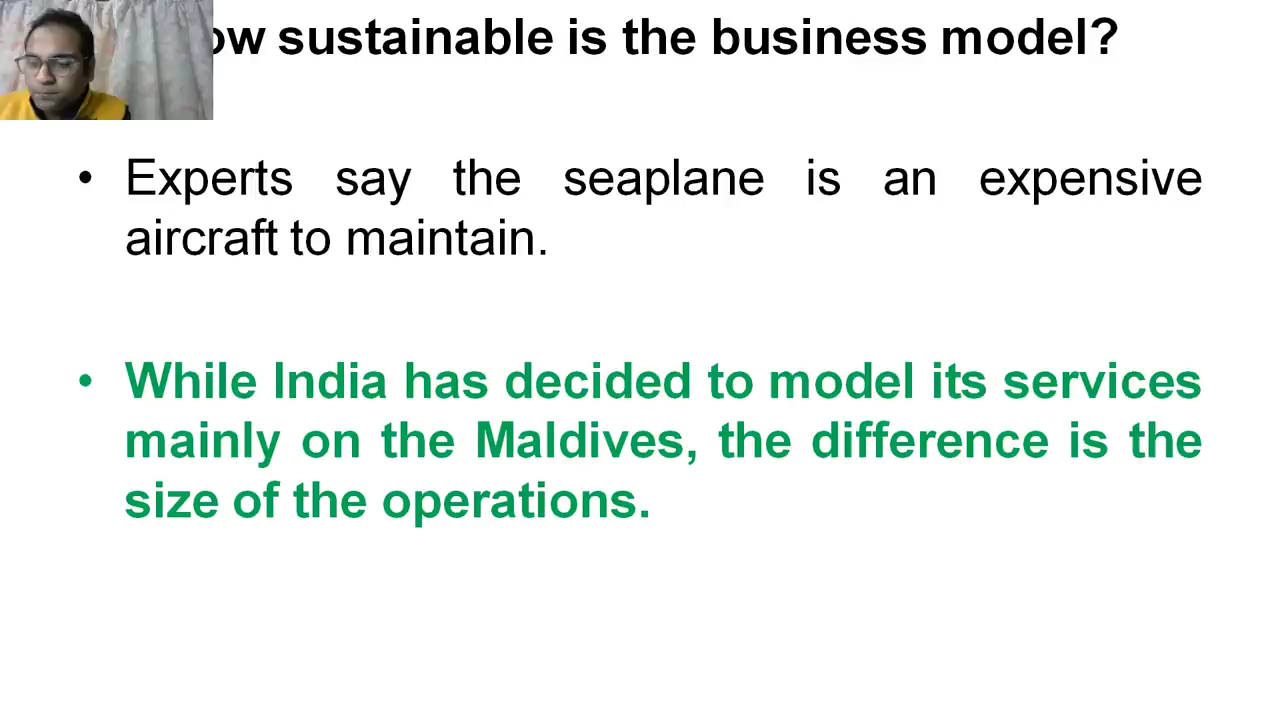 ow sustainable is the business model?
• Experts say the seaplane is an expensive
aircraft to maintain.
• While India has decided to model its services
mainly on the Maldives, the difference is the
size of the operations.